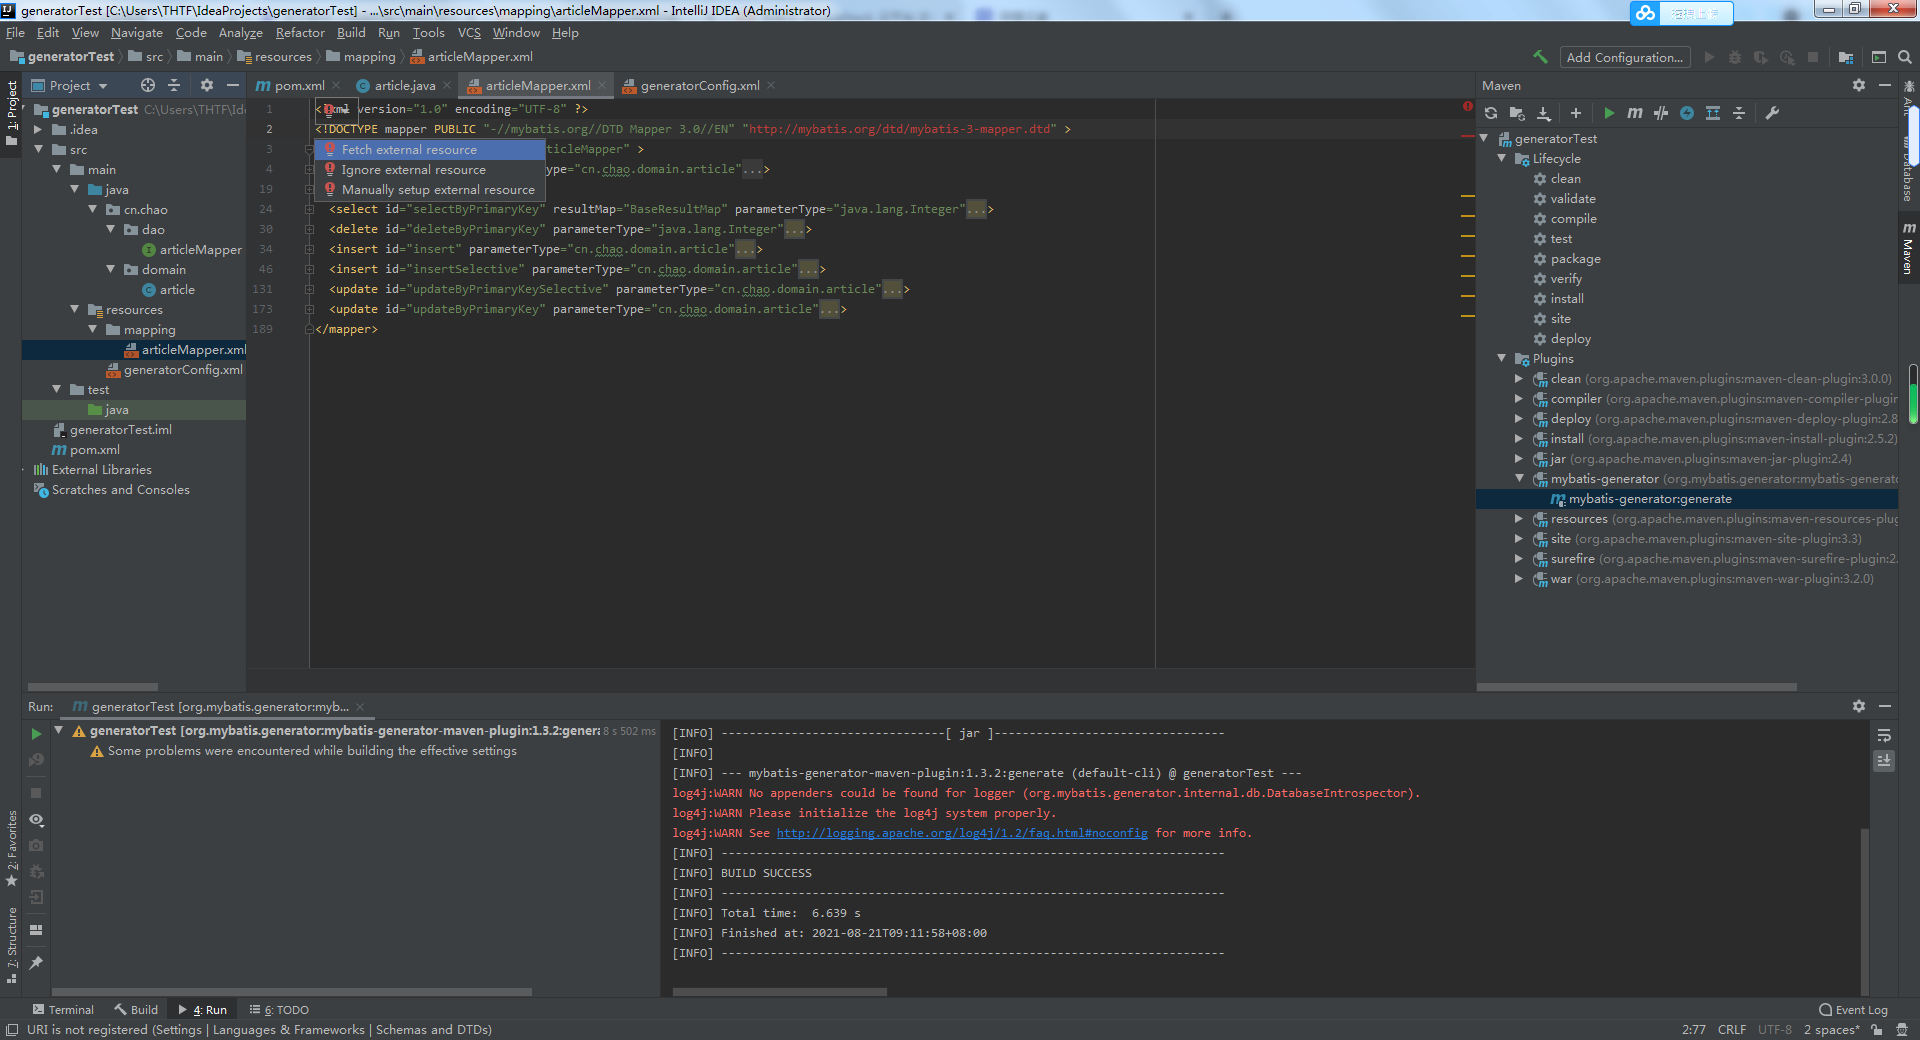 generatorTest [C:\Users\THTF\IdeaProjects\generatorTest] - ...\src\main\resources\mapping\articleMapper.xml - IntelliJ IDEA (Administrator)
File Edit View Navigate Code Analyze Refactor Build Run Tools VCS Window Help
generatorTest src main resources mapping articleMapper.xml
Add Configuration...
1: Project
2: Favorites
7: Structure
Project
generatorTest C:\Users\THTF\Ide
.idea
src
main
java
cn.chao
dao
articleMapper
domain
article
resources
mapping
articleMapper.xml
generatorConfig.xml
test
java
generatorTest.iml
pom.xml
External Libraries
Scratches and Consoles
pom.xml article.java articleMapper.xml generatorConfig.xml
1 version="1.0" encoding="UTF-8" ?>
2 <!DOCTYPE mapper PUBLIC "-//mybatis.org//DTD Mapper 3.0//EN" "http://mybatis.org/dtd/mybatis-3-mapper.dtd" >
3 ticleMapper" >
4 ype="cn.chao.domain.article"...>
19
24 <select id="selectByPrimaryKey" resultMap="BaseResultMap" parameterType="java.lang.Integer"...>
30 <delete id="deleteByPrimaryKey" parameterType="java.lang.Integer"...>
34 <insert id="insert" parameterType="cn.chao.domain.article"...>
46 <insert id="insertSelective" parameterType="cn.chao.domain.article"...>
131 <update id="updateByPrimaryKeySelective" parameterType="cn.chao.domain.article"...>
173 <update id="updateByPrimaryKey" parameterType="cn.chao.domain.article"...>
189 </mapper>
Fetch external resource
Ignore external resource
Manually setup external resource
Maven
generatorTest
Lifecycle
clean
validate
compile
test
package
verify
install
site
deploy
Plugins
clean (org.apache.maven.plugins:maven-clean-plugin:3.0.0)
compiler (org.apache.maven.plugins:maven-compiler-plugin
deploy (org.apache.maven.plugins:maven-deploy-plugin:2.8
install (org.apache.maven.plugins:maven-install-plugin:2.5.2)
jar (org.apache.maven.plugins:maven-jar-plugin:2.4)
mybatis-generator (org.mybatis.generator:mybatis-generato
mybatis-generator:generate
resources (org.apache.maven.plugins:maven-resources-plug
site (org.apache.maven.plugins:maven-site-plugin:3.3)
surefire (org.apache.maven.plugins:maven-surefire-plugin:2.
war (org.apache.maven.plugins:maven-war-plugin:3.2.0)
Database
Maven
Run: generatorTest [org.mybatis.generator:myb...
generatorTest [org.mybatis.generator:mybatis-generator-maven-plugin:1.3.2:genera 8 s 502 ms
Some problems were encountered while building the effective settings
[INFO] --------------------------------[ jar ]---------------------------------
[INFO]
[INFO] --- mybatis-generator-maven-plugin:1.3.2:generate (default-cli) @ generatorTest ---
log4j:WARN No appenders could be found for logger (org.mybatis.generator.internal.db.DatabaseIntrospector).
log4j:WARN Please initialize the log4j system properly.
log4j:WARN See http://logging.apache.org/log4j/1.2/faq.html#noconfig for more info.
[INFO] ------------------------------------------------------------------------
[INFO] BUILD SUCCESS
[INFO] ------------------------------------------------------------------------
[INFO] Total time:  6.639 s
[INFO] Finished at: 2021-08-21T09:11:58+08:00
[INFO] ------------------------------------------------------------------------
Terminal Build 4: Run 6: TODO
Event Log
URI is not registered (Settings | Languages & Frameworks | Schemas and DTDs)
2:77 CRLF UTF-8 2 spaces*